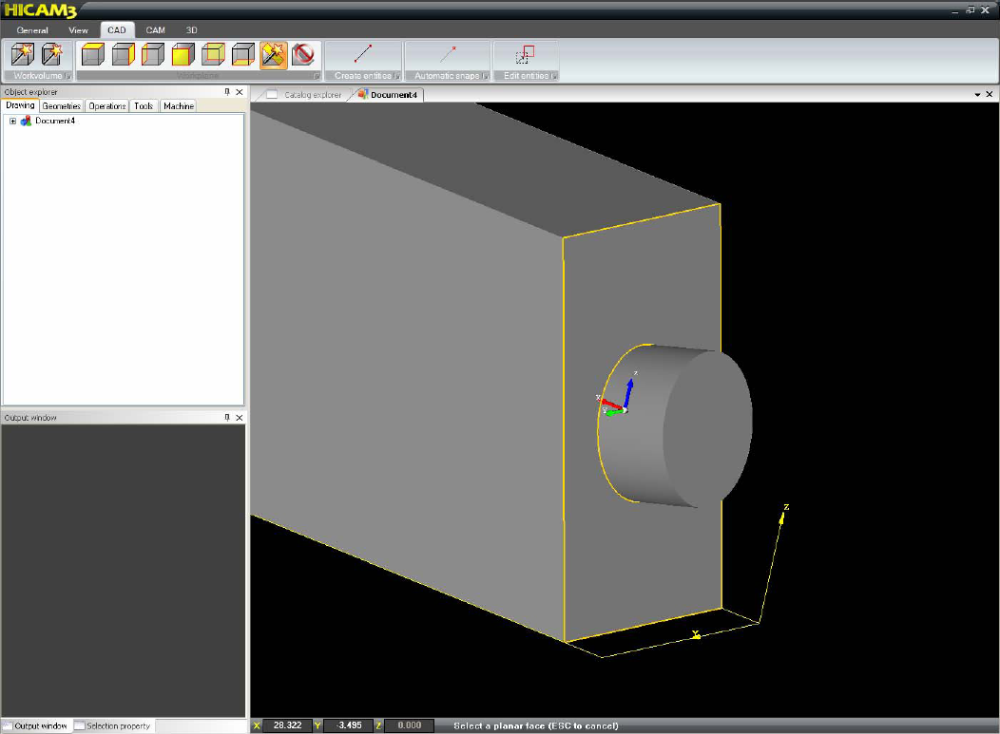 HICAM3
General View CAD CAM 3D
Workvolume Workplane Create entities Automatic shape Edit entities
Object explorer
Catalog explorer Document4
Drawing Geometries Operations Tools Machine
Document4
Z
X
Y
Output window
Z
Y
Output window Selection property
X 28.322 Y -3.495 Z 0.000 Select a planar face (ESC to cancel)